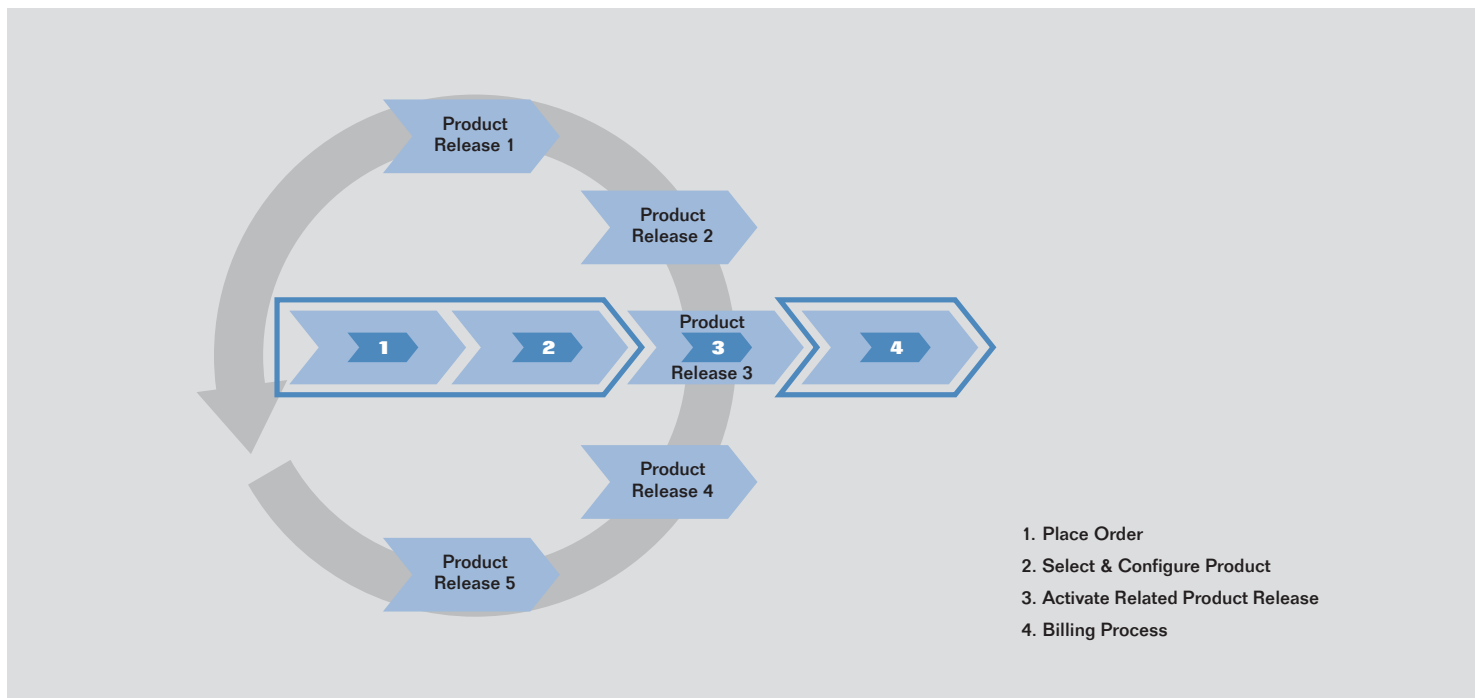 Product
Release 1
Product
Release 2
1
2
Product
3
Release 3
4
Product
Release 4
Product
Release 5
1. Place Order
2. Select & Configure Product
3. Activate Related Product Release
4. Billing Process